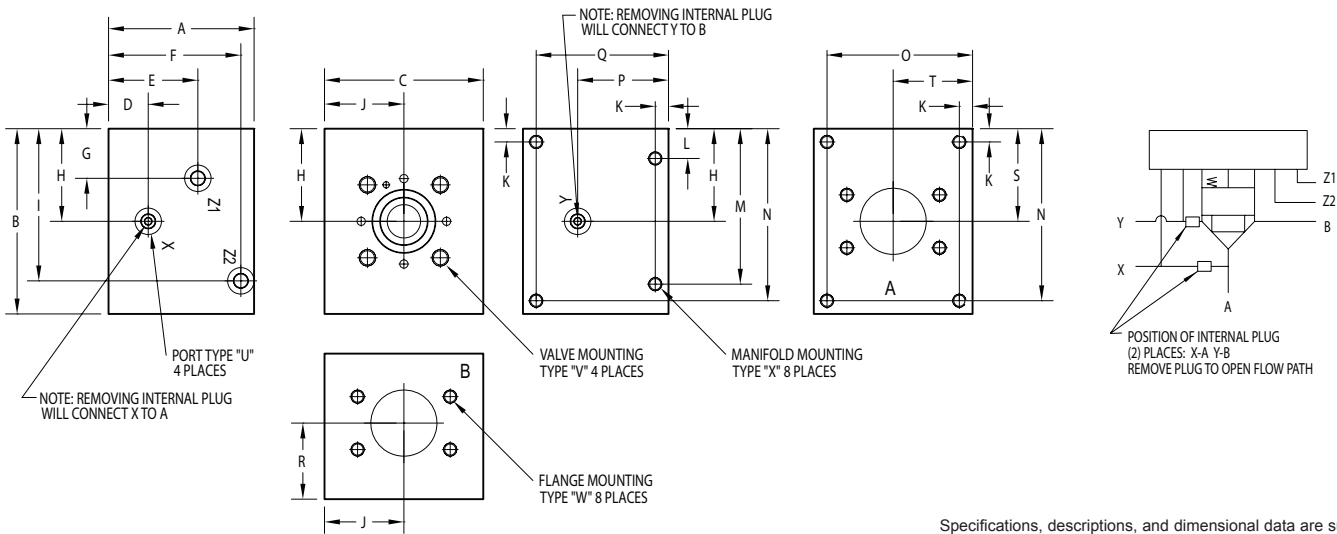 NOTE: REMOVING INTERNAL PLUG
WILL CONNECT Y TO B
A
F
E
D
G
H
I
B
Z1
X
Z2
PORT TYPE "U"
4 PLACES
NOTE: REMOVING INTERNAL PLUG
WILL CONNECT X TO A
C
J
H
VALVE MOUNTING
TYPE "V" 4 PLACES
Q
P
K
L
K
H
M
N
Y
MANIFOLD MOUNTING
TYPE "X" 8 PLACES
O
T
K
K
S
N
A
B
R
J
FLANGE MOUNTING
TYPE "W" 8 PLACES
Z1
Z2
Y
B
X
A
POSITION OF INTERNAL PLUG
(2) PLACES: X-A Y-B
REMOVE PLUG TO OPEN FLOW PATH
Specifications, descriptions, and dimensional data are s